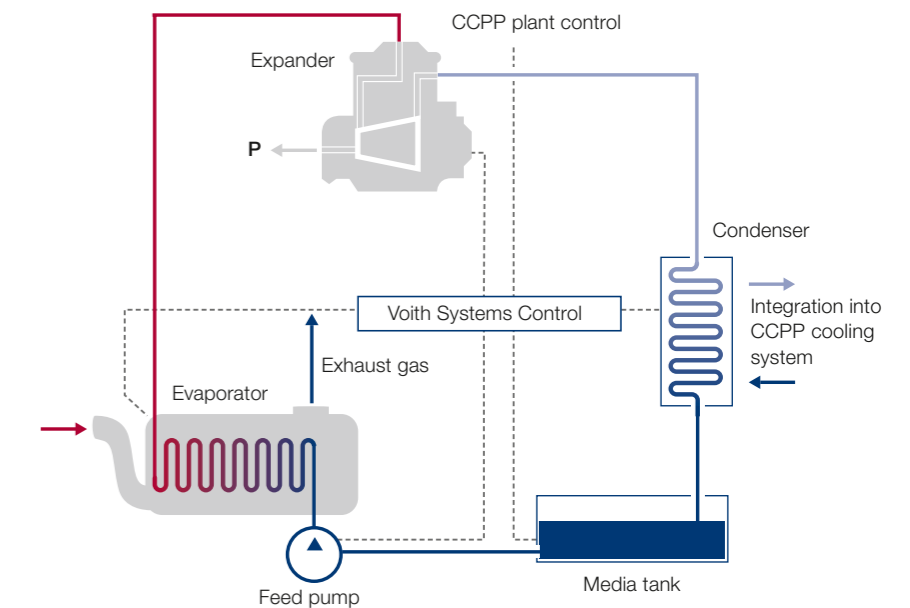 CCPP plant control
Expander
P
Condenser
Voith Systems Control
Integration into
CCPP cooling
system
Exhaust gas
Evaporator
Media tank
Feed pump